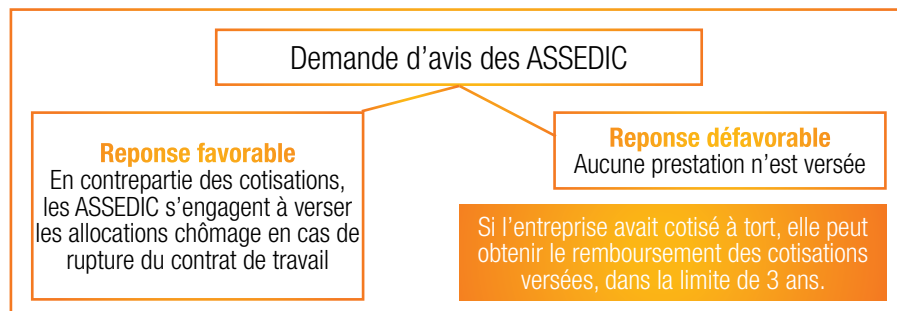 Demande d’avis des ASSEDIC
Reponse favorable
En contrepartie des cotisations,
les ASSEDIC s’engagent à verser
les allocations chômage en cas de
rupture du contrat de travail
Reponse défavorable
Aucune prestation n’est versée
Si l’entreprise avait cotisé à tort, elle peut
obtenir le remboursement des cotisations
versées, dans la limite de 3 ans.